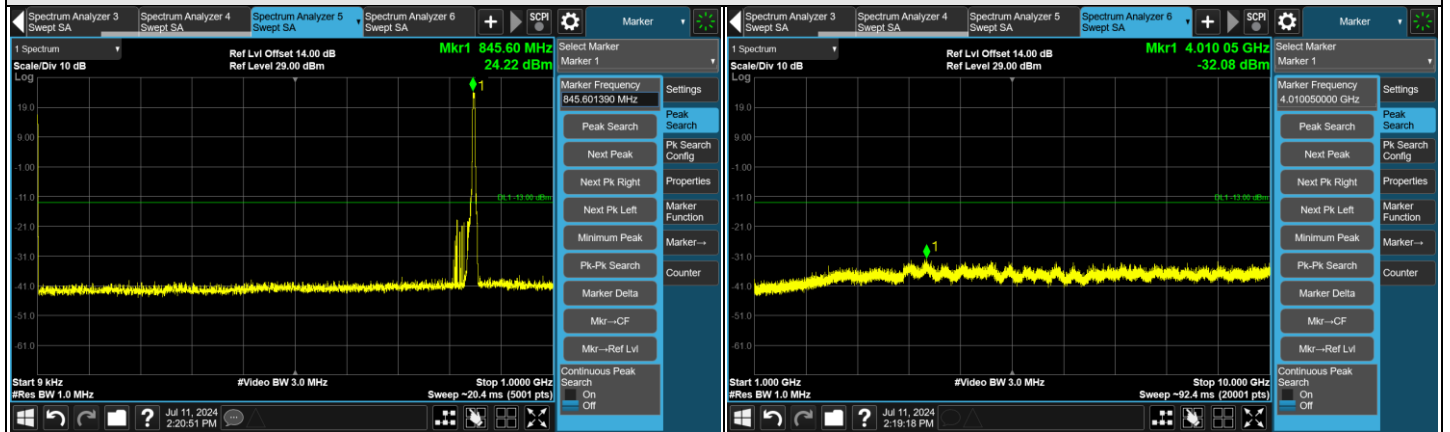 Spectrum Analyzer 3
Swept SA
Spectrum Analyzer 4
Swept SA
Spectrum Analyzer 5
Swept SA
Spectrum Analyzer 6
Swept SA
SCPI
Marker
1 Spectrum
Scale/Div 10 dB
Log
Ref Lvl Offset 14.00 dB
Ref Level 29.00 dBm
Mkr1 845.60 MHz
24.22 dBm
1
19.0
9.00
-1.00
-11.0
-21.0
-31.0
-41.0
-51.0
-61.0
DL1 -13.00 dBm
Start 9 kHz
#Res BW 1.0 MHz
#Video BW 3.0 MHz
Stop 1.0000 GHz
Sweep ~20.4 ms (5001 pts)
Select Marker
Marker 1
Marker Frequency
845.601390 MHz
Peak Search
Next Peak
Next Pk Right
Next Pk Left
Minimum Peak
Pk-Pk Search
Marker Delta
Mkr→CF
Mkr→Ref Lvl
Continuous Peak
Search
On
Off
Settings
Peak
Search
Pk Search
Config
Properties
Marker
Function
Marker→
Counter
?
Jul 11, 2024
2:20:51 PM
Spectrum Analyzer 3
Swept SA
Spectrum Analyzer 4
Swept SA
Spectrum Analyzer 5
Swept SA
Spectrum Analyzer 6
Swept SA
SCPI
Marker
1 Spectrum
Scale/Div 10 dB
Log
Ref Lvl Offset 14.00 dB
Ref Level 29.00 dBm
Mkr1 4.010 05 GHz
-32.08 dBm
1
19.0
9.00
-1.00
-11.0
-21.0
-31.0
-41.0
-51.0
-61.0
DL1 -13.00 dBm
Start 1.000 GHz
#Res BW 1.0 MHz
#Video BW 3.0 MHz
Stop 10.000 GHz
Sweep ~92.4 ms (20001 pts)
Select Marker
Marker 1
Marker Frequency
4.010050000 GHz
Peak Search
Next Peak
Next Pk Right
Next Pk Left
Minimum Peak
Pk-Pk Search
Marker Delta
Mkr→CF
Mkr→Ref Lvl
Continuous Peak
Search
On
Off
Settings
Peak
Search
Pk Search
Config
Properties
Marker
Function
Marker→
Counter
?
Jul 11, 2024
2:19:18 PM